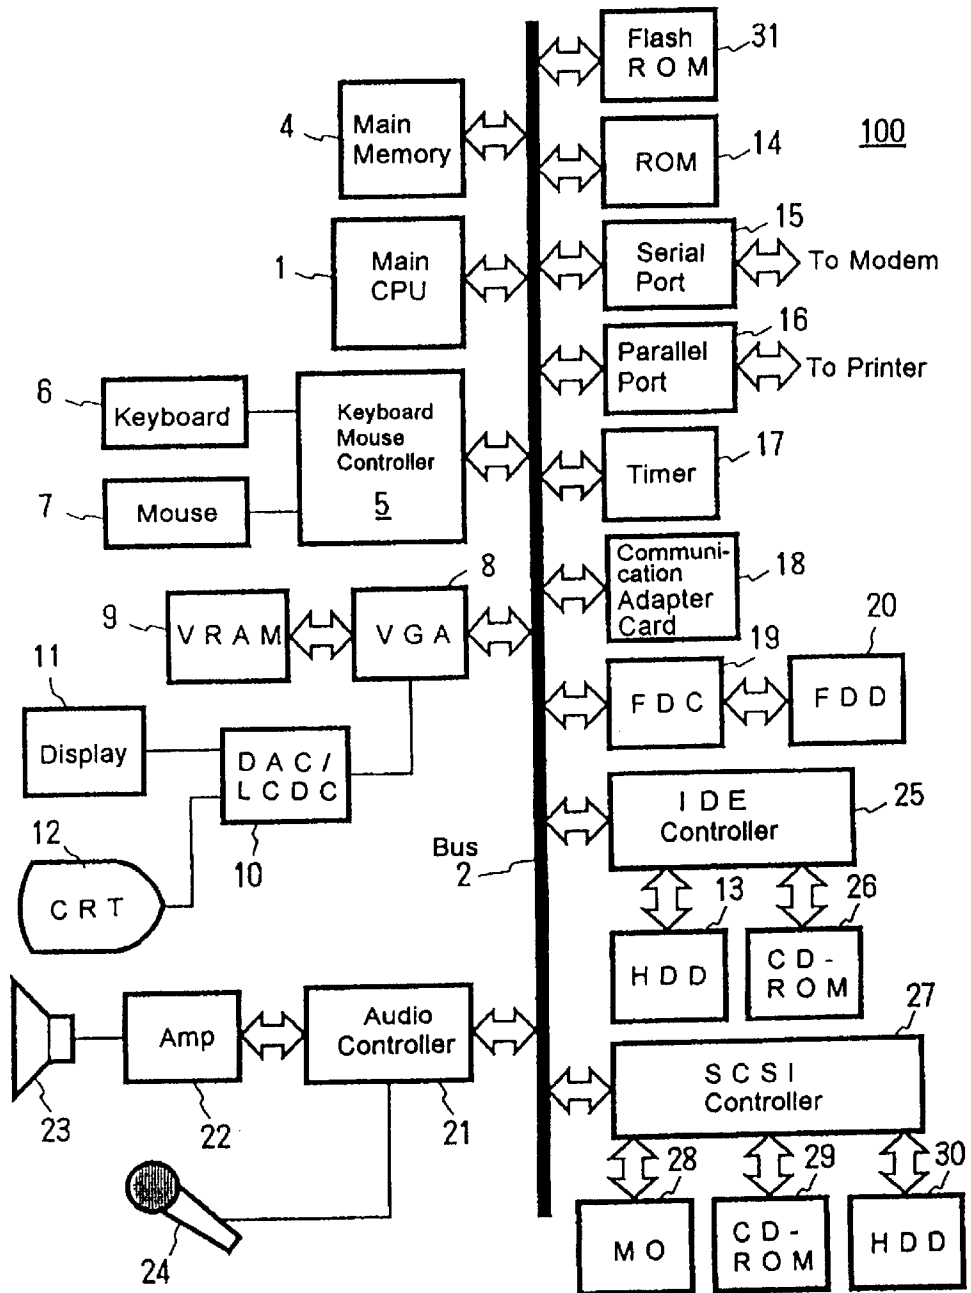 31
Flash
ROM
100
4
Main
Memory
14
ROM
15
Serial
Port
To Modem
1
Main
CPU
16
Parallel
Port
To Printer
6
Keyboard
Keyboard
Mouse
Controller
5
7
Mouse
17
Timer
18
Communi-
cation
Adapter
Card
8
VGA
9
VRAM
19
FDC
20
FDD
11
Display
DAC/
LCDC
10
12
CRT
Bus
2
25
IDE
Controller
13
HDD
26
CD-
ROM
23
Amp
22
Audio
Controller
21
24
27
SCSI
Controller
28
MO
29
CD-
ROM
30
HDD